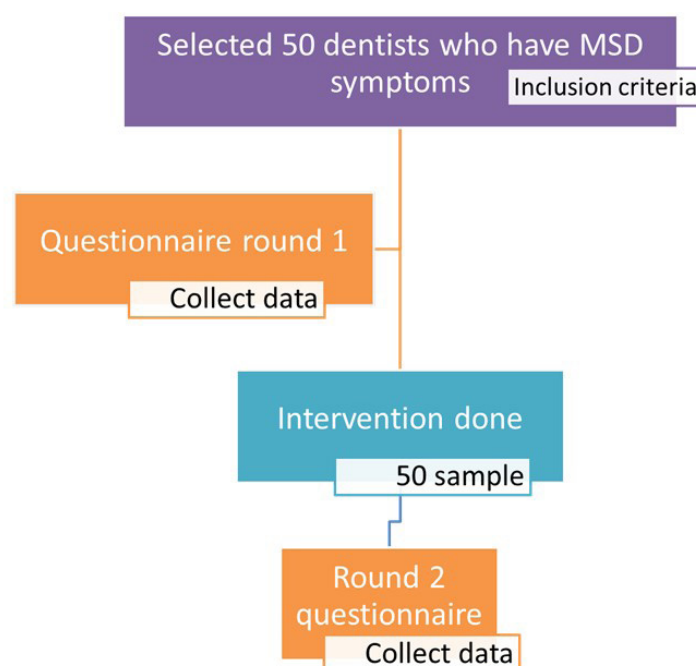 Selected 50 dentists who have MSD
symptoms
Inclusion criteria
Questionnaire round 1
Collect data
Intervention done
50 sample
Round 2
questionnaire
Collect data